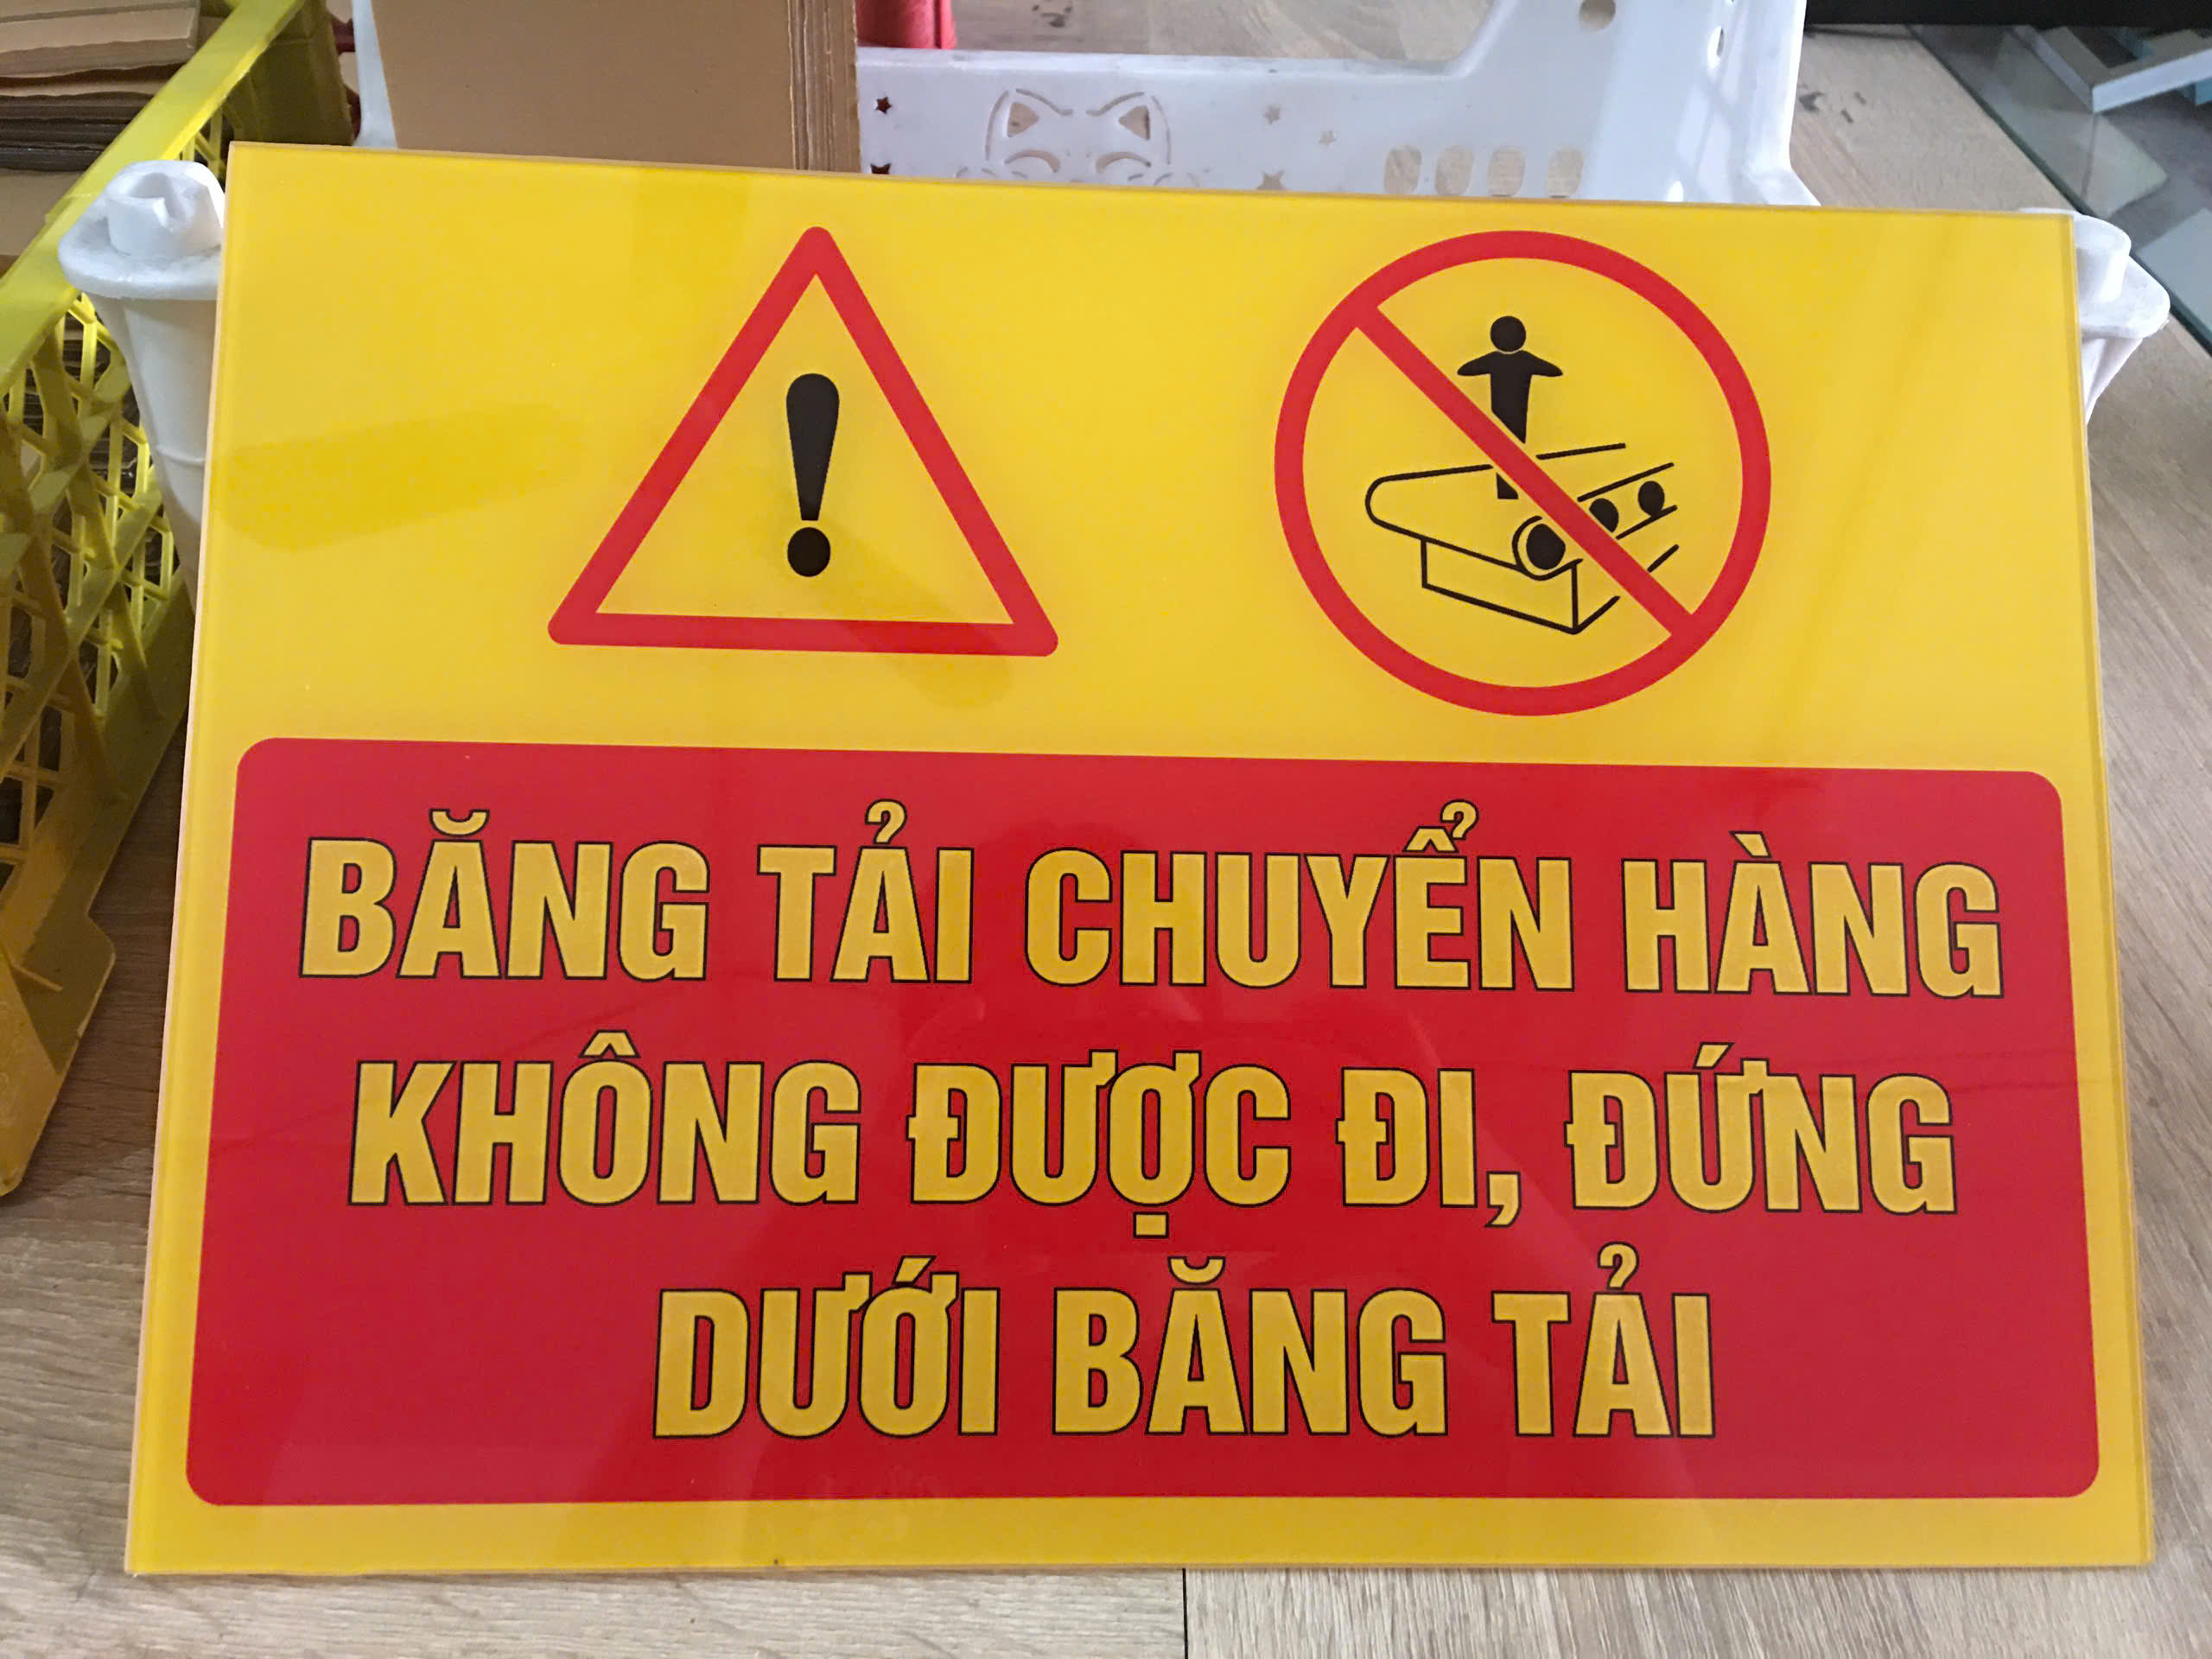 BĂNG TẢI CHUYỂN HÀNG
KHÔNG ĐƯỢC ĐI, ĐỨNG
DƯỚI BĂNG TẢI